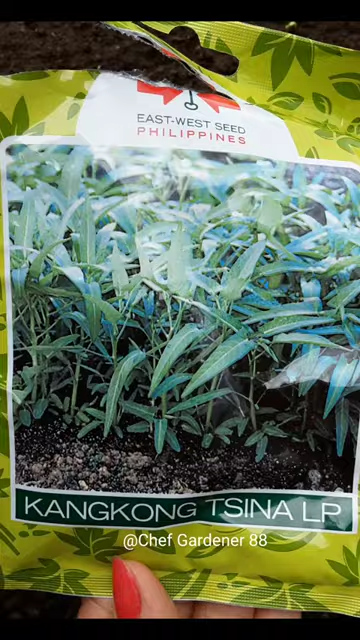 EAST-WEST SEED
PHILIPPINES
KANGKONG TSINA LP
@Chef Gardener 88